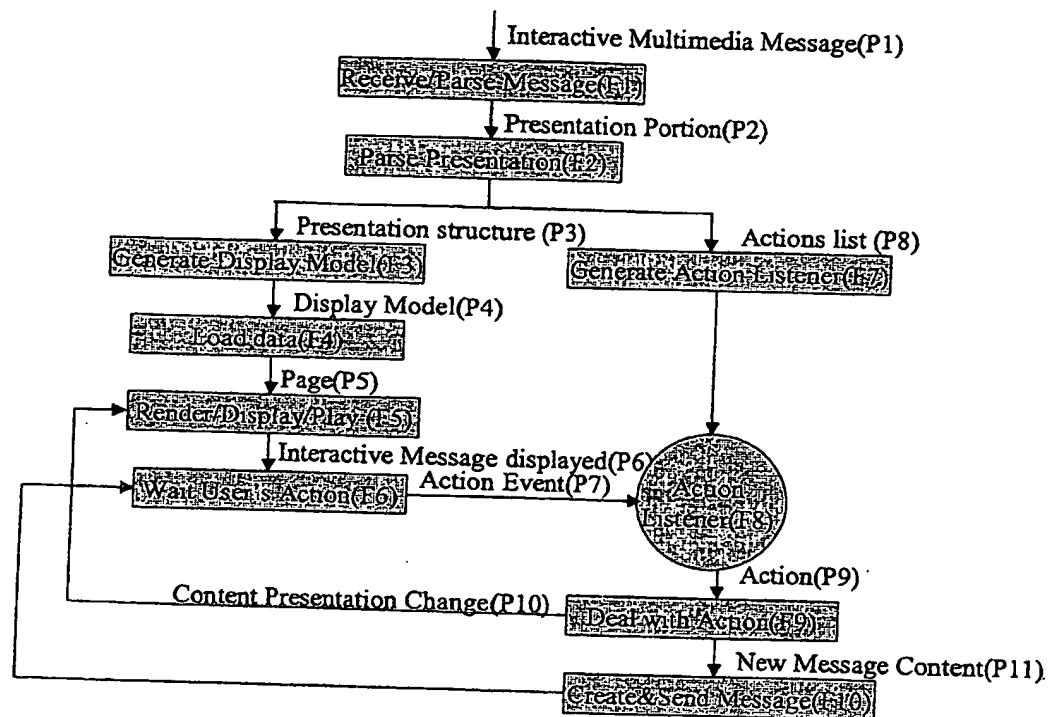 Interactive Multimedia Message(P1)
Receive/Parse Message(F1)
Presentation Portion(P2)
Parse Presentation(F2)
Presentation structure (P3)
Actions list (P8)
Generate Display Model(F3)
Generate Action Listener(F7)
Display Model(P4)
Load data(F4)
Page(P5)
Render/Display/Play (F5)
Interactive Message displayed(P6)
Wait User's Action(F6)
Action Event(P7)
Action
Listener(F8)
Action(P9)
Content Presentation Change(P10)
Deal with Action(F9)
New Message Content(P11)
Create&Send Message(F10)